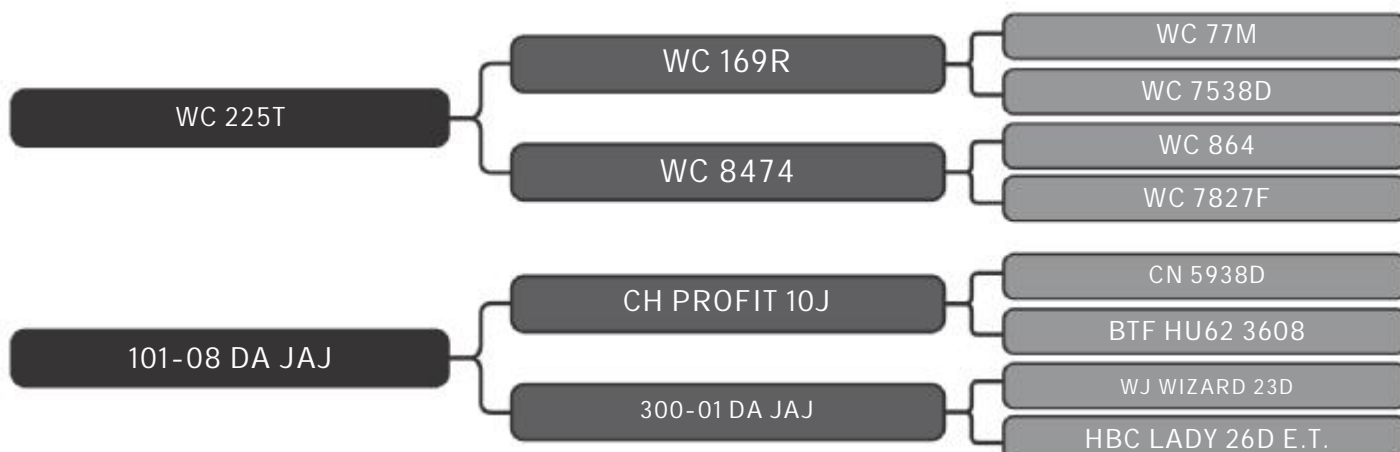 WC 225T
WC 169R
WC 77M
WC 7538D
WC 8474
WC 864
WC 7827F
101-08 DA JAJ
CH PROFIT 10J
CN 5938D
BTF HU62 3608
300-01 DA JAJ
WJ WIZARD 23D
HBC LADY 26D E.T.